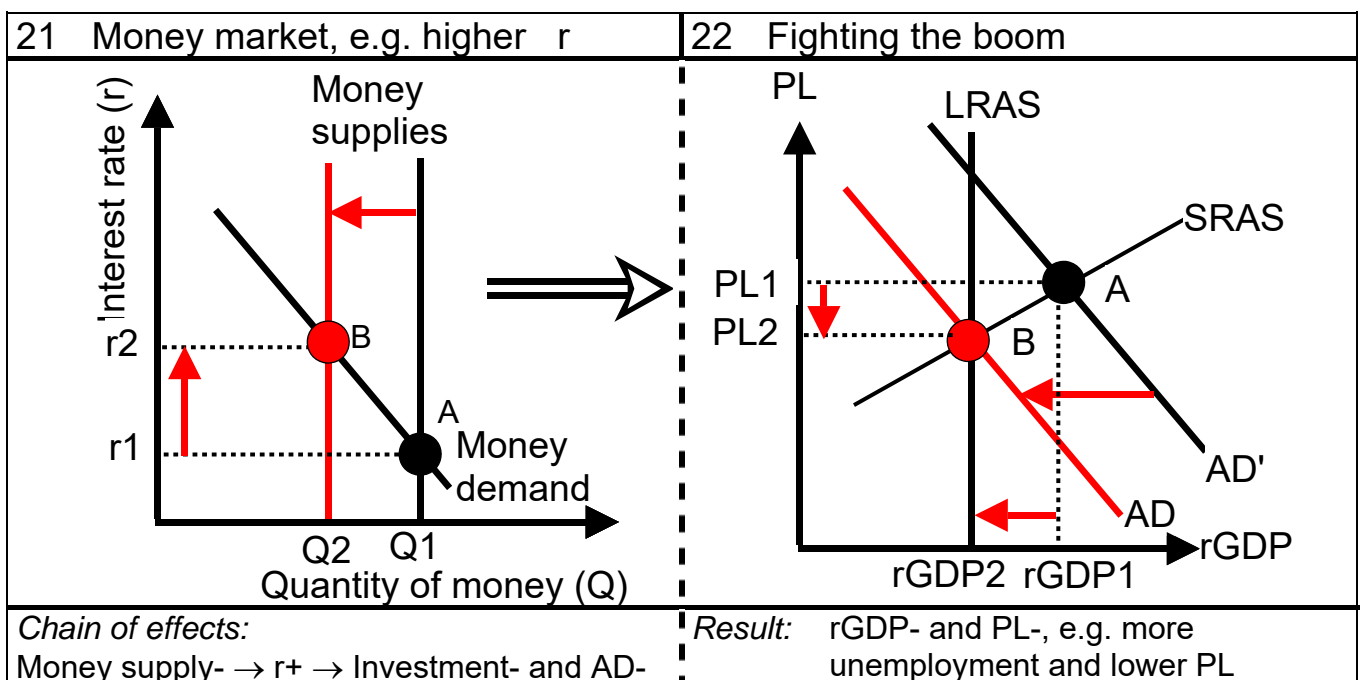 21 Money market, e.g. higher r
22 Fighting the boom
Interest rate (r)
Money
supplies
r2
B
r1
A
Money
demand
Q2 Q1
Quantity of money (Q)
PL
LRAS
SRAS
PL1
A
PL2
B
AD'
AD
rGDP
rGDP2 rGDP1
Chain of effects:
Money supply- → r+ → Investment- and AD-
Result: rGDP- and PL-, e.g. more
unemployment and lower PL